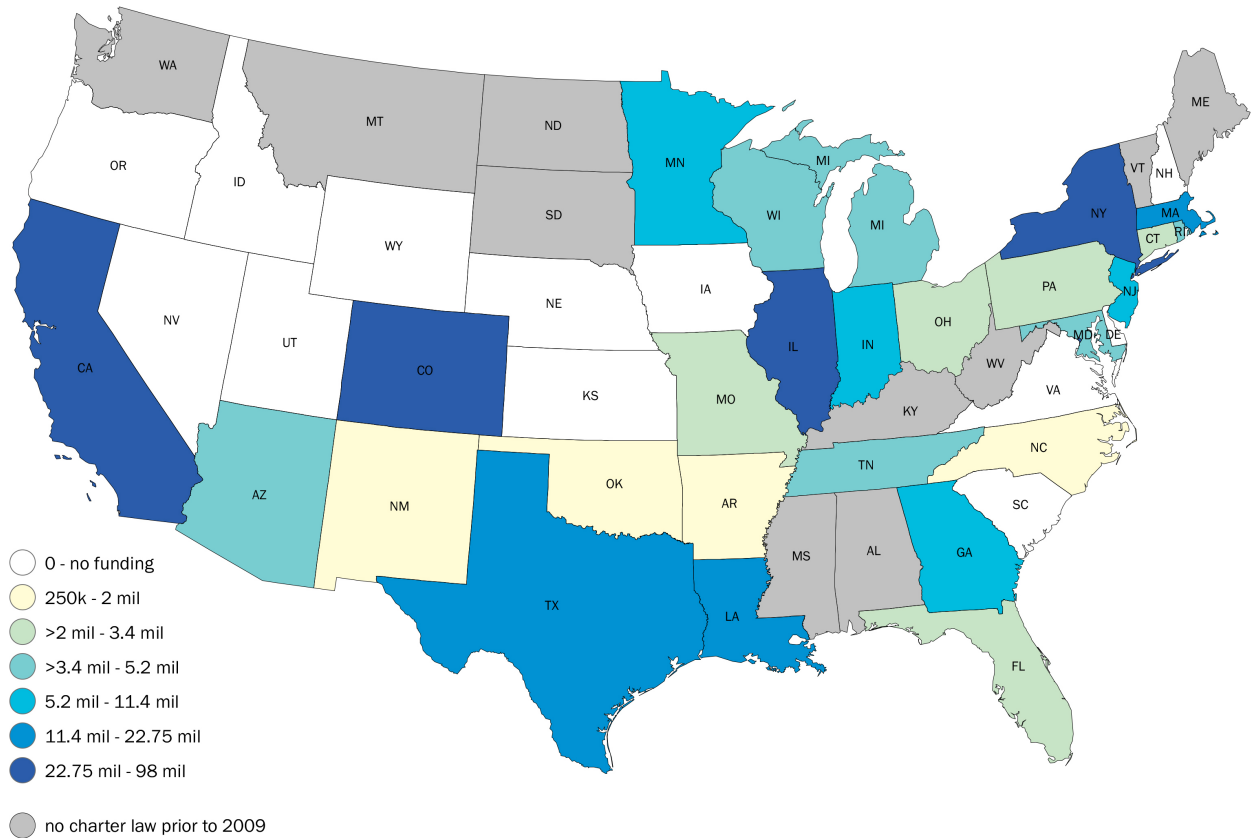 WA
MT
ND
MN
ME
OR
ID
SD
WI
MI
MI
VT
NH
NY
MA
CT
RI
WY
NE
IA
PA
NJ
NV
UT
CO
KS
IL
IN
OH
MD
DE
WV
VA
CA
MO
KY
AZ
NM
OK
AR
TN
NC
SC
MS
AL
GA
TX
LA
FL
0 - no funding
250k - 2 mil
>2 mil - 3.4 mil
>3.4 mil - 5.2 mil
5.2 mil - 11.4 mil
11.4 mil - 22.75 mil
22.75 mil - 98 mil
no charter law prior to 2009